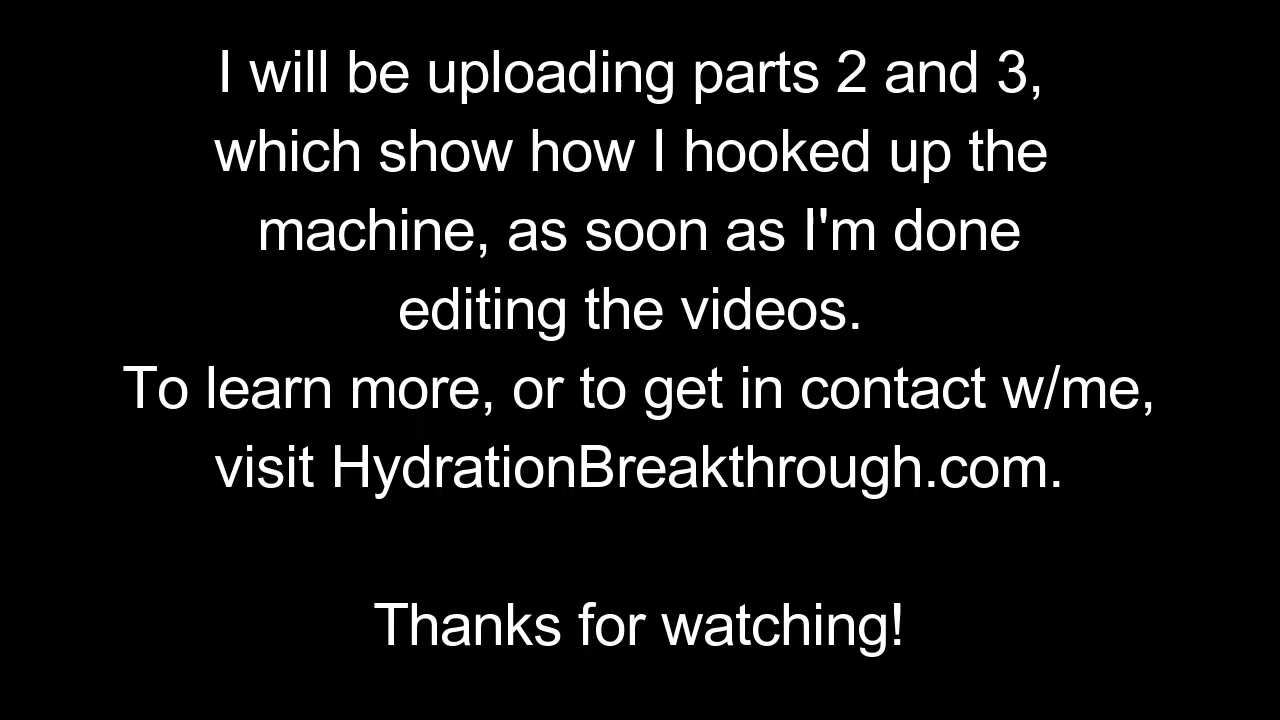 I will be uploading parts 2 and 3,
which show how I hooked up the
machine, as soon as I'm done
editing the videos.
To learn more, or to get in contact w/me,
visit HydrationBreakthrough.com.
Thanks for watching!